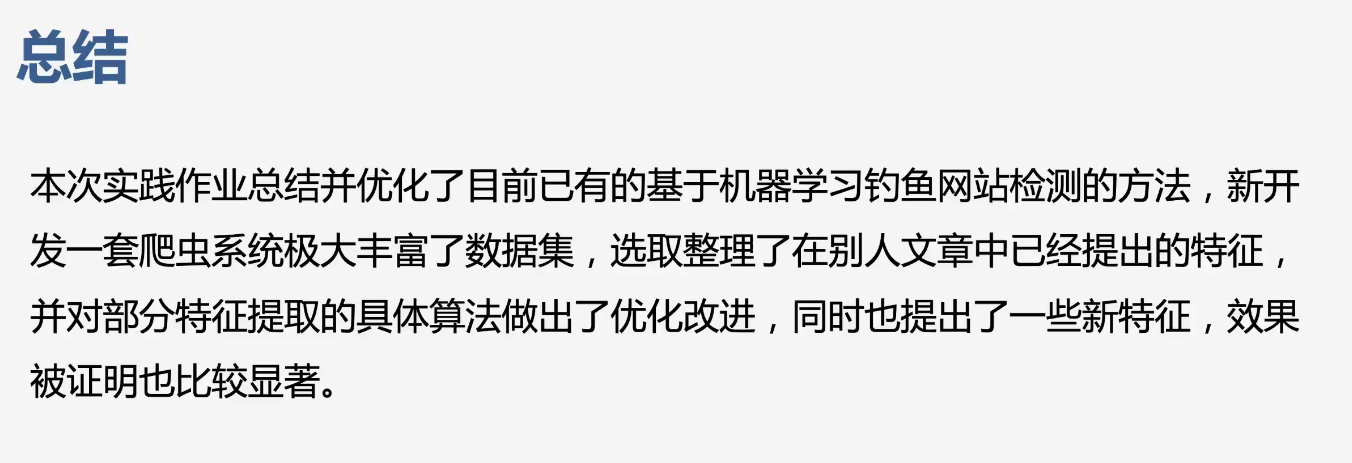 总结
本次实践作业总结并优化了目前已有的基于机器学习钓鱼网站检测的方法，新开
发一套爬虫系统极大丰富了数据集，选取整理了在别人文章中已经提出的特征，
并对部分特征提取的具体算法做出了优化改进，同时也提出了一些新特征，效果
被证明也比较显著。